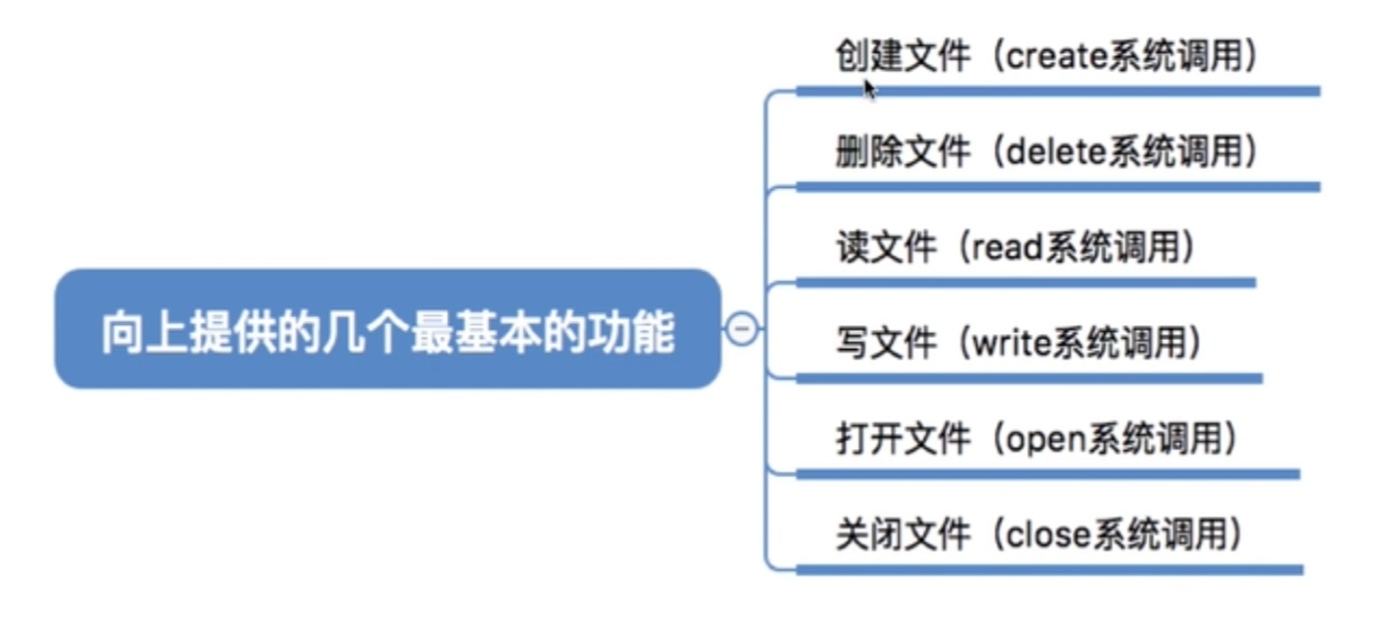 向上提供的几个最基本的功能
创建文件（create系统调用）
删除文件（delete系统调用）
读文件（read系统调用）
写文件（write系统调用）
打开文件（open系统调用）
关闭文件（close系统调用）